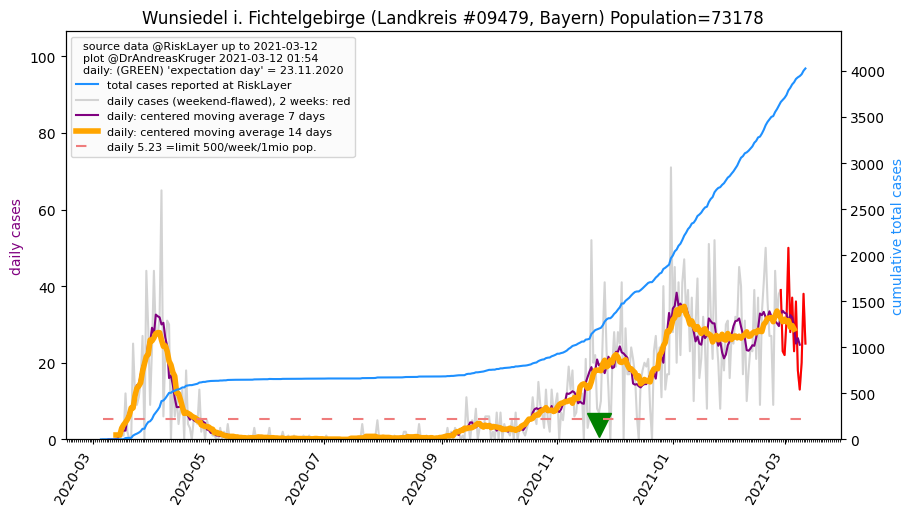 Wunsiedel i. Fichtelgebirge (Landkreis #09479, Bayern) Population=73178
source data @RiskLayer up to 2021-03-12
plot @DrAndreasKruger 2021-03-12 01:54
daily: (GREEN) 'expectation day' = 23.11.2020
total cases reported at RiskLayer
daily cases (weekend-flawed), 2 weeks: red
daily: centered moving average 7 days
daily: centered moving average 14 days
daily 5.23 =limit 500/week/1mio pop.
daily cases
100
80
60
40
20
0
cumulative total cases
4000
3500
3000
2500
2000
1500
1000
500
0
2020-03
2020-05
2020-07
2020-09
2020-11
2021-01
2021-03